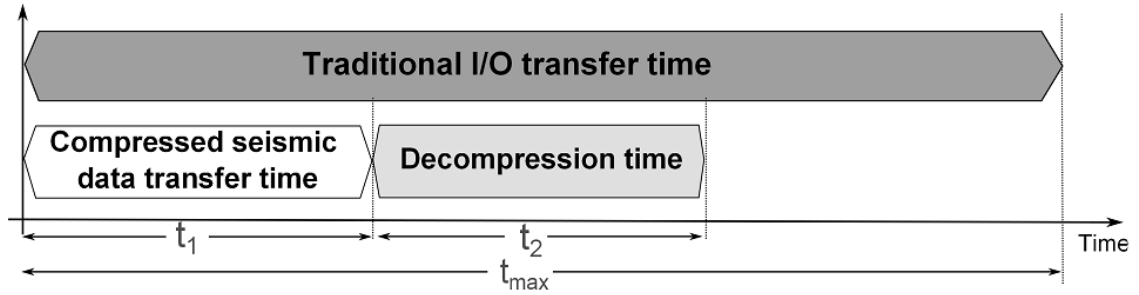 Traditional I/O transfer time
Compressed seismic
data transfer time
Decompression time
t1
t2
Time
tmax